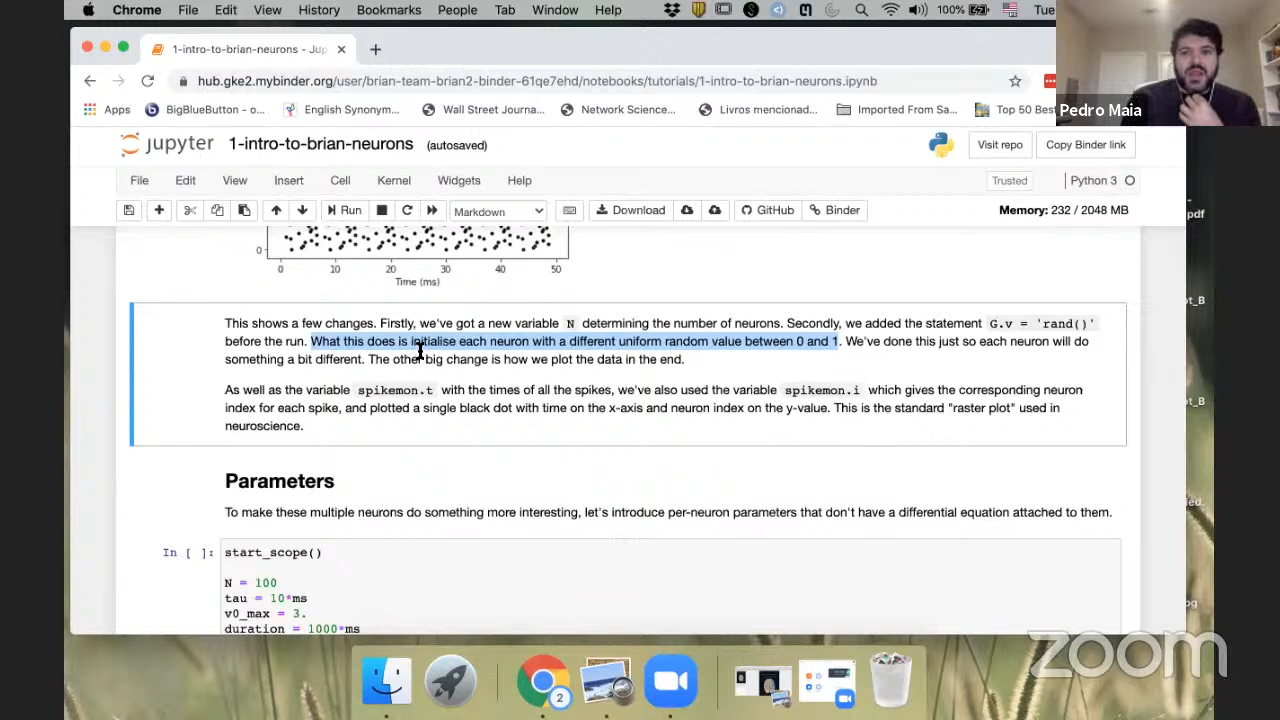 Chrome File Edit View History Bookmarks People Tab Window Help 100% Tue
1-intro-to-brian-neurons - Jup
hub.gke2.mybinder.org/user/brian-team-brian2-binder-61qe7ehd/notebooks/tutorials/1-intro-to-brian-neurons.ipynb
Apps BigBlueButton - o... English Synonym... Wall Street Journa... Network Science... Livros mencionad... Imported From Sa... Top 50 Best
Pedro Maia
jupyter 1-intro-to-brian-neurons (autosaved) Visit repo Copy Binder link
File Edit View Insert Cell Kernel Widgets Help Trusted Python 3
Run Markdown Download GitHub Binder Memory: 232 / 2048 MB
pdf
0
0 10 20 30 40 50
Time (ms)
ot_B
This shows a few changes. Firstly, we've got a new variable N determining the number of neurons. Secondly, we added the statement G.v = 'rand()'
before the run. What this does is initialise each neuron with a different uniform random value between 0 and 1. We've done this just so each neuron will do
something a bit different. The other big change is how we plot the data in the end.
As well as the variable spikemon.t with the times of all the spikes, we've also used the variable spikemon.i which gives the corresponding neuron
index for each spike, and plotted a single black dot with time on the x-axis and neuron index on the y-value. This is the standard "raster plot" used in
neuroscience.
ot_B
Parameters
To make these multiple neurons do something more interesting, let's introduce per-neuron parameters that don't have a differential equation attached to them.
ed.
In [ ]: start_scope()
N = 100
tau = 10*ms
v0_max = 3.
duration = 1000*ms
og
zoom
2